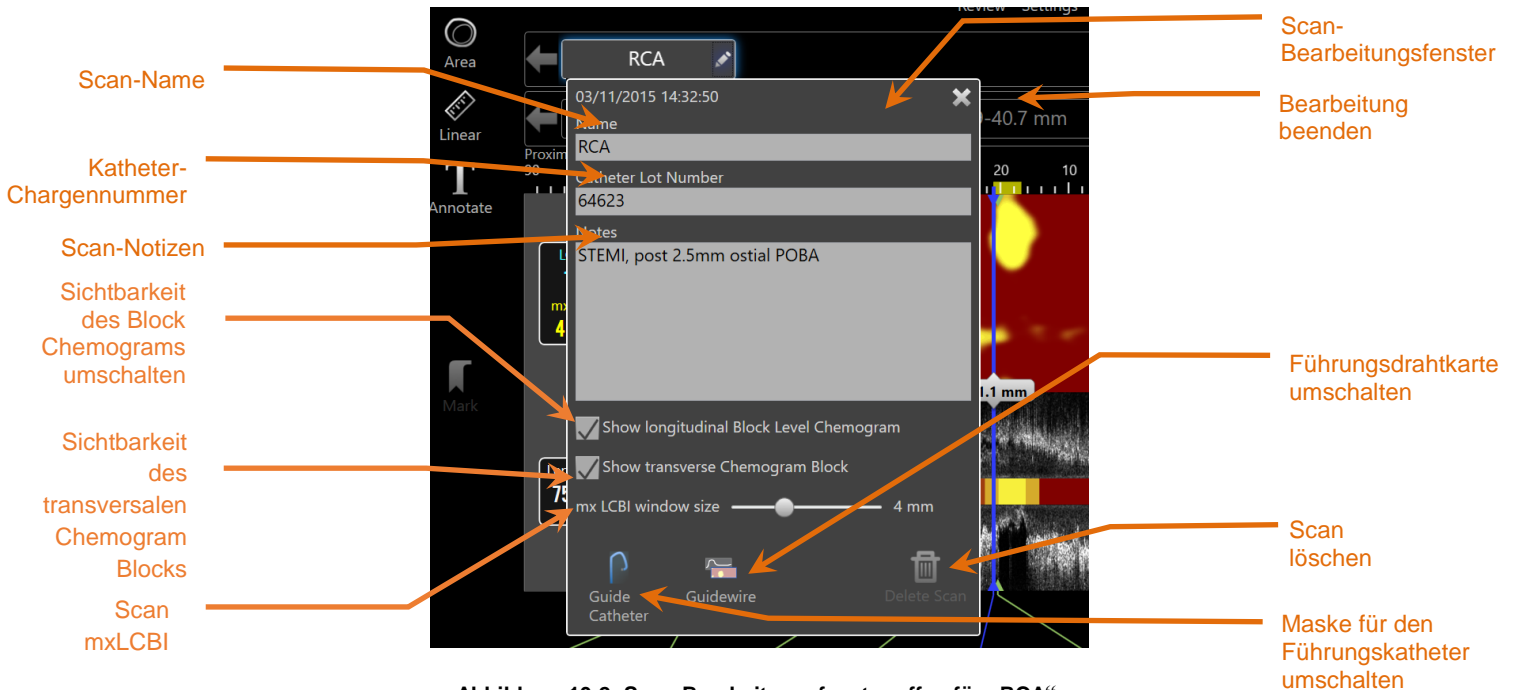 Scan-Name
Katheter-
Chargennummer
Scan-Notizen
Sichtbarkeit
des Block
Chemograms
umschalten
Sichtbarkeit
des
transversalen
Chemogram
Blocks
Scan
mxLCBI
Review Settings
Area
Linear
Annotate
Mark
RCA
03/11/2015 14:32:50
Name
RCA
Catheter Lot Number
64623
Notes
STEMI, post 2.5mm ostial POBA
Show longitudinal Block Level Chemogram
Show transverse Chemogram Block
mx LCBI window size 4 mm
Guide
Catheter
Guidewire
Delete Scan
-40.7 mm
Proxim
20 10
1.1 mm
Scan-
Bearbeitungsfenster
Bearbeitung
beenden
Führungsdrahtkarte
umschalten
Scan
löschen
Maske für den
Führungskatheter
umschalten